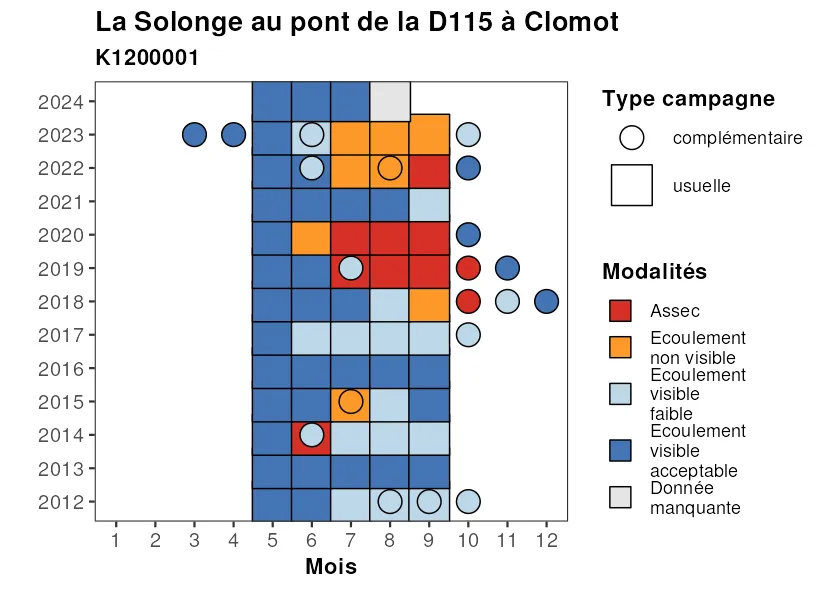 La Solonge au pont de la D115 à Clomot
K1200001
2024
2023
2022
2021
2020
2019
2018
2017
2016
2015
2014
2013
2012
1 2 3 4 5 6 7 8 9 10 11 12
Mois
Type campagne
complémentaire
usuelle
Modalités
Assec
Ecoulement
non visible
Ecoulement
visible
faible
Ecoulement
visible
acceptable
Donnée
manquante